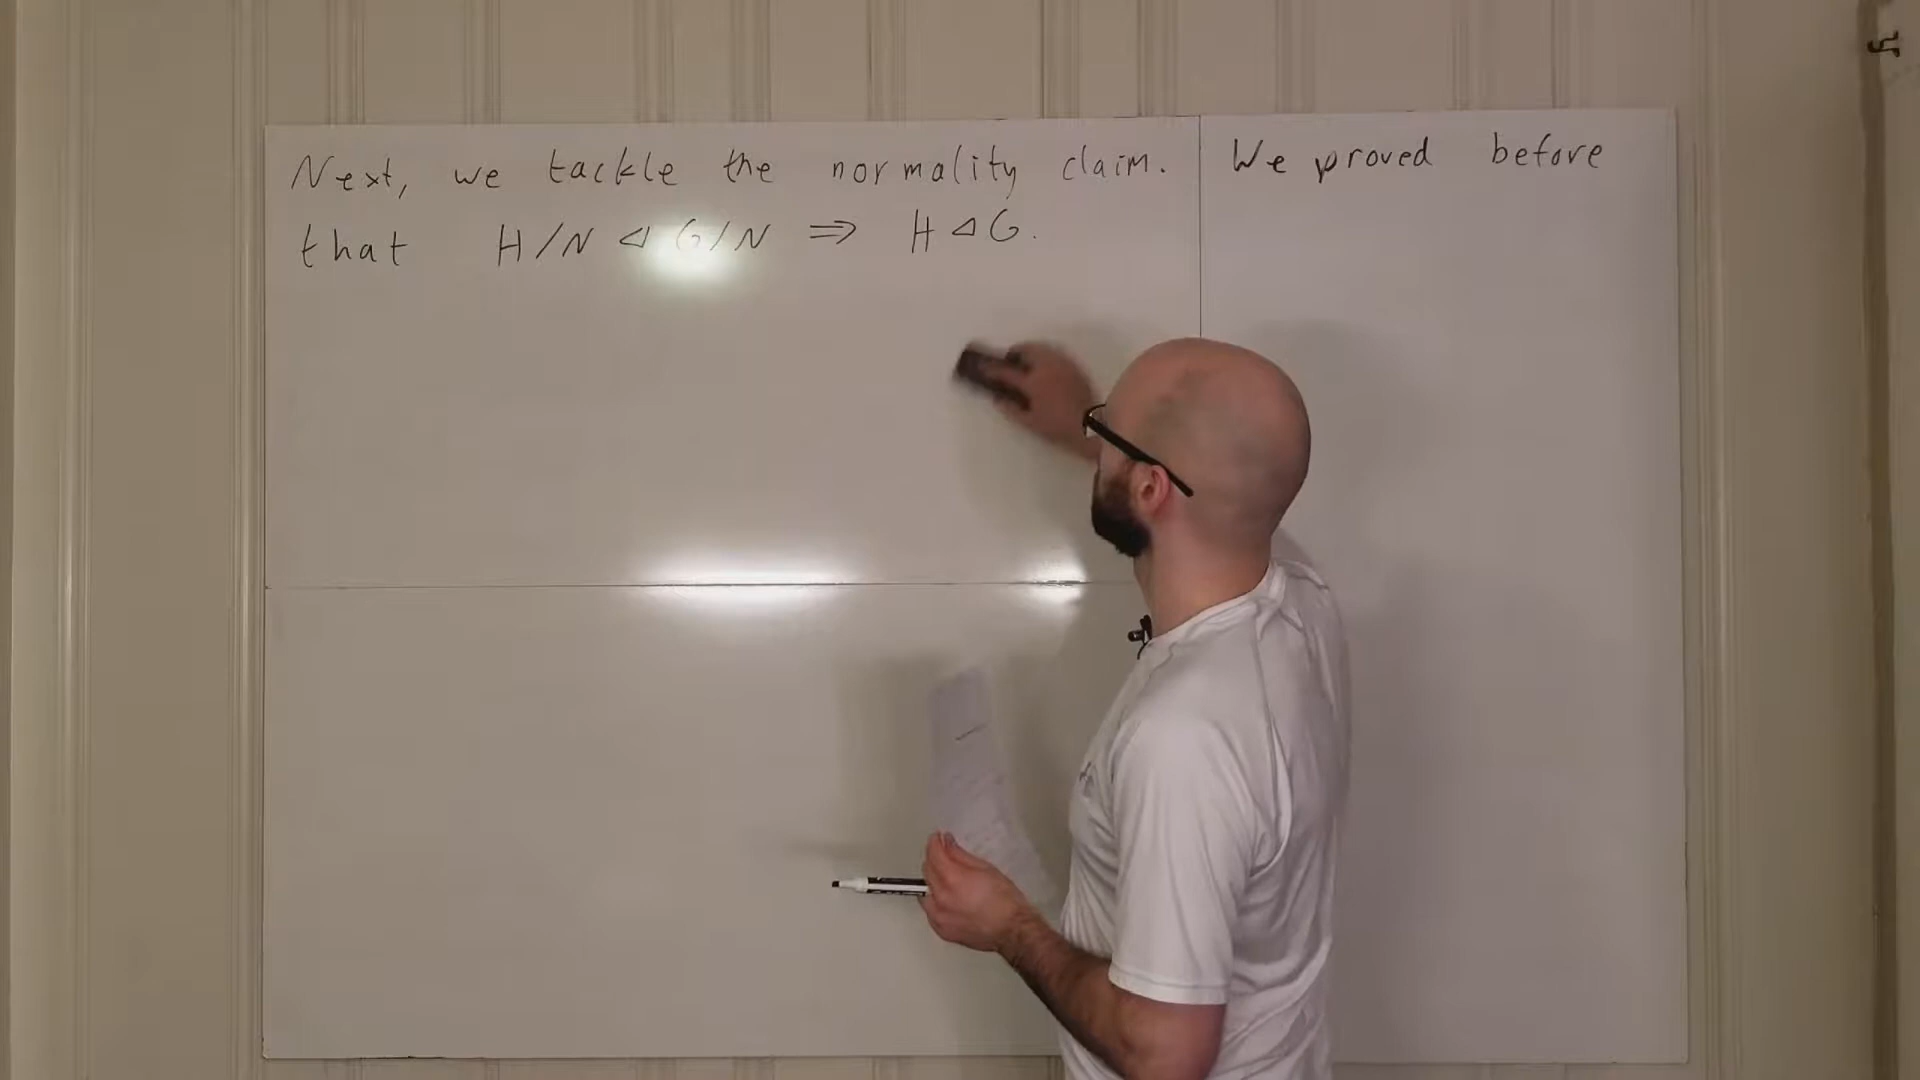 Next, we tackle the normality claim. We proved before
that H/N ⊲ G/N ⇒ H ⊲ G.